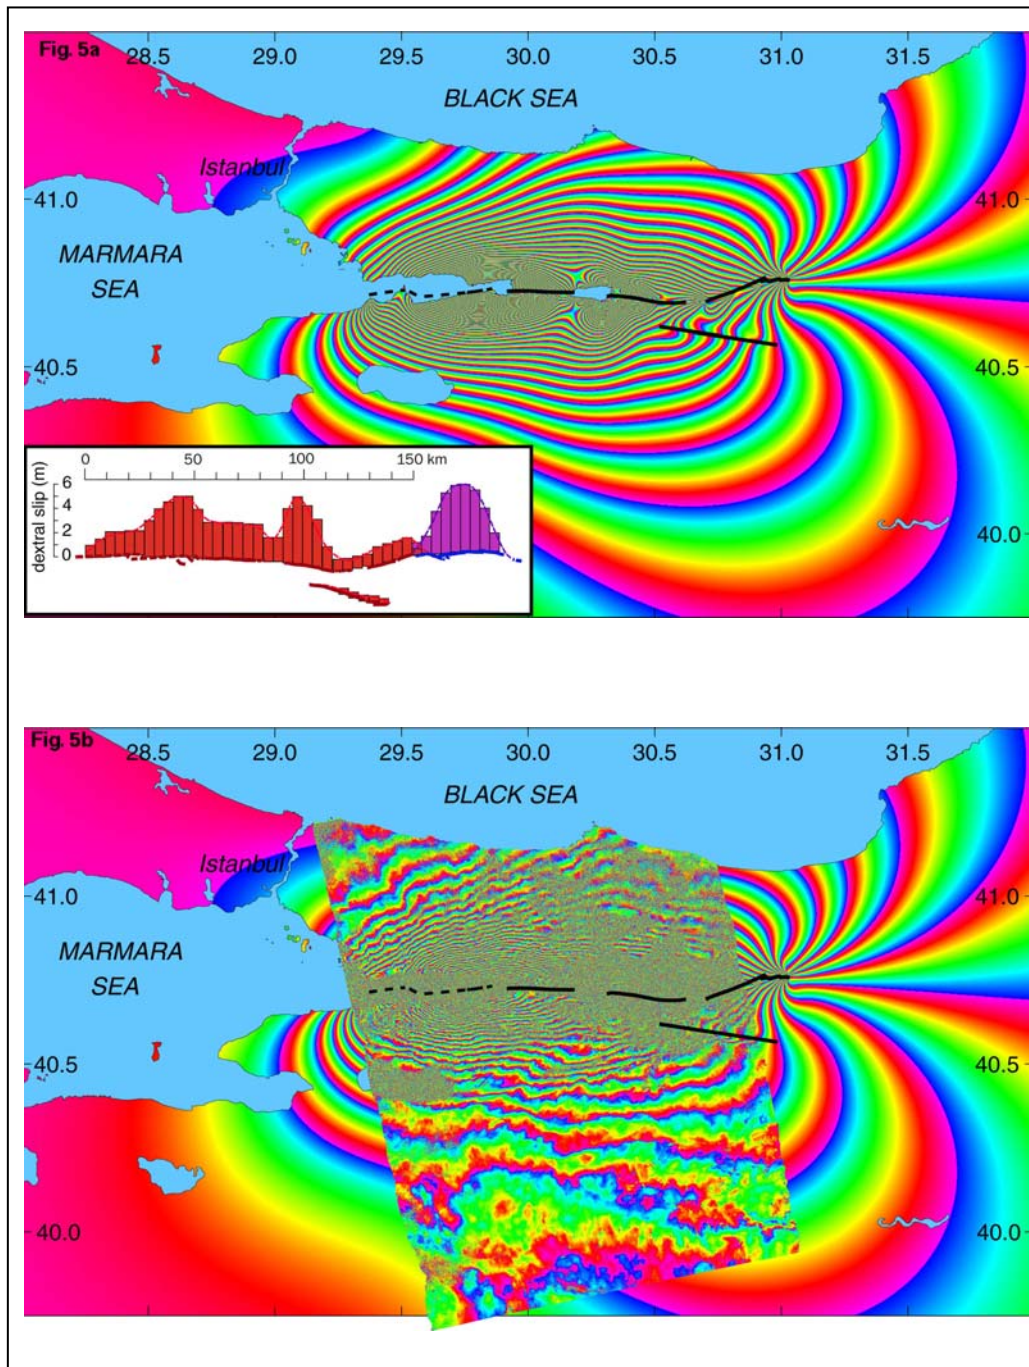 Fig. 5a
28.5 29.0 29.5 30.0 30.5 31.0 31.5
BLACK SEA
Istanbul
41.0 41.0
MARMARA
SEA
40.5 40.5
0 50 100 150 km
dextral slip (m)
6
4
2
0
40.0
Fig. 5b
28.5 29.0 29.5 30.0 30.5 31.0 31.5
BLACK SEA
Istanbul
41.0 41.0
MARMARA
SEA
40.5 40.5
40.0 40.0